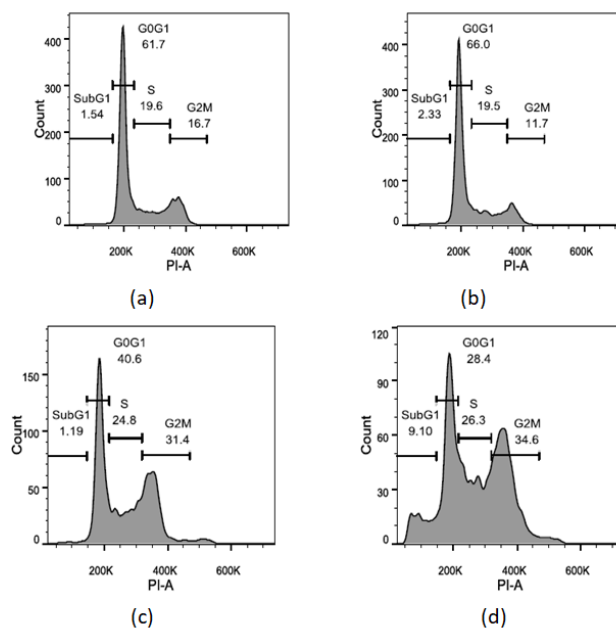 400
300
200
100
0
Count
SubG1
1.54
G0G1
61.7
S
19.6
G2M
16.7
200K
400K
600K
PI-A
(a)
400
300
200
100
0
Count
SubG1
2.33
G0G1
66.0
S
19.5
G2M
11.7
200K
400K
600K
PI-A
(b)
150
100
50
0
Count
SubG1
1.19
G0G1
40.6
S
24.8
G2M
31.4
200K
400K
600K
PI-A
(c)
120
90
60
30
0
Count
SubG1
9.10
G0G1
28.4
S
26.3
G2M
34.6
200K
400K
600K
PI-A
(d)